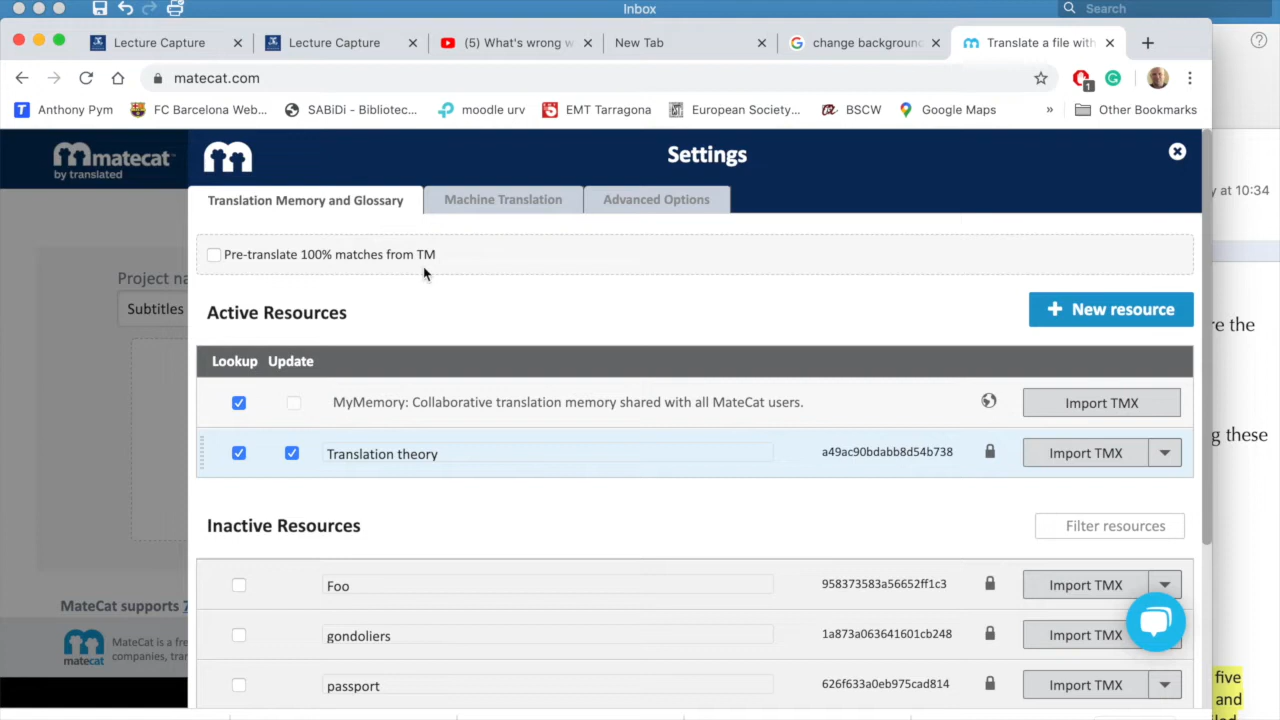 Inbox
Search
Lecture Capture
Lecture Capture
(5) What's wrong w
New Tab
change background
Translate a file with
matecat.com
1
Anthony Pym
FC Barcelona Web...
SABiDi - Bibliotec...
moodle urv
EMT Tarragona
European Society...
BSCW
Google Maps
»
Other Bookmarks
matecat™
by translated
Settings
y at 10:34
Translation Memory and Glossary
Machine Translation
Advanced Options
Pre-translate 100% matches from TM
Project na
Subtitles
Active Resources
+ New resource
re the
Lookup Update
MyMemory: Collaborative translation memory shared with all MateCat users.
Import TMX
g these
Translation theory
a49ac90bdabb8d54b738
Import TMX
Inactive Resources
Filter resources
Foo
958373583a56652ff1c3
Import TMX
MateCat supports 7
gondoliers
1a873a063641601cb248
Import TMX
matecat
MateCat is a fre
companies, tran
passport
626f633a0eb975cad814
Import TMX
five
and